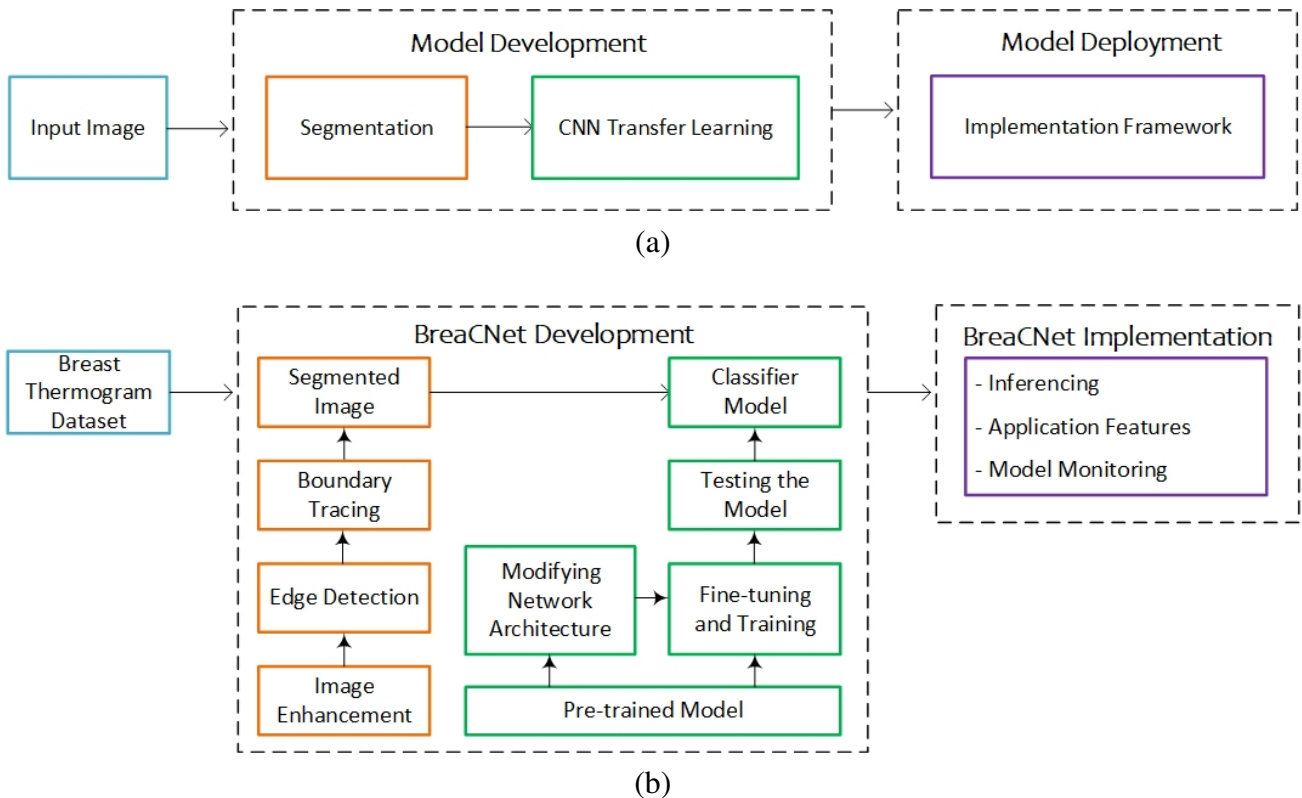 Model Development
Model Deployment
Input Image
Segmentation
CNN Transfer Learning
Implementation Framework
(a)
BreaCNet Development
BreaCNet Implementation
Breast
Thermogram
Dataset
Segmented
Image
Classifier
Model
- Inferencing
- Application Features
- Model Monitoring
Boundary
Tracing
Testing the
Model
Edge Detection
Modifying
Network
Architecture
Fine-tuning
and Training
Image
Enhancement
Pre-trained Model
(b)